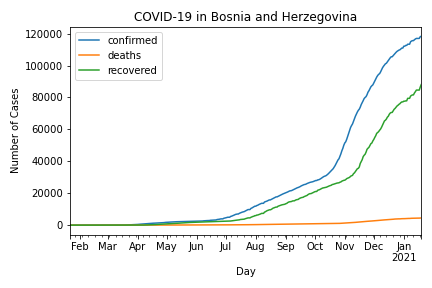 COVID-19 in Bosnia and Herzegovina
confirmed
deaths
recovered
Number of Cases
120000
100000
80000
60000
40000
20000
0
Feb Mar Apr May Jun Jul Aug Sep Oct Nov Dec Jan
2021
Day